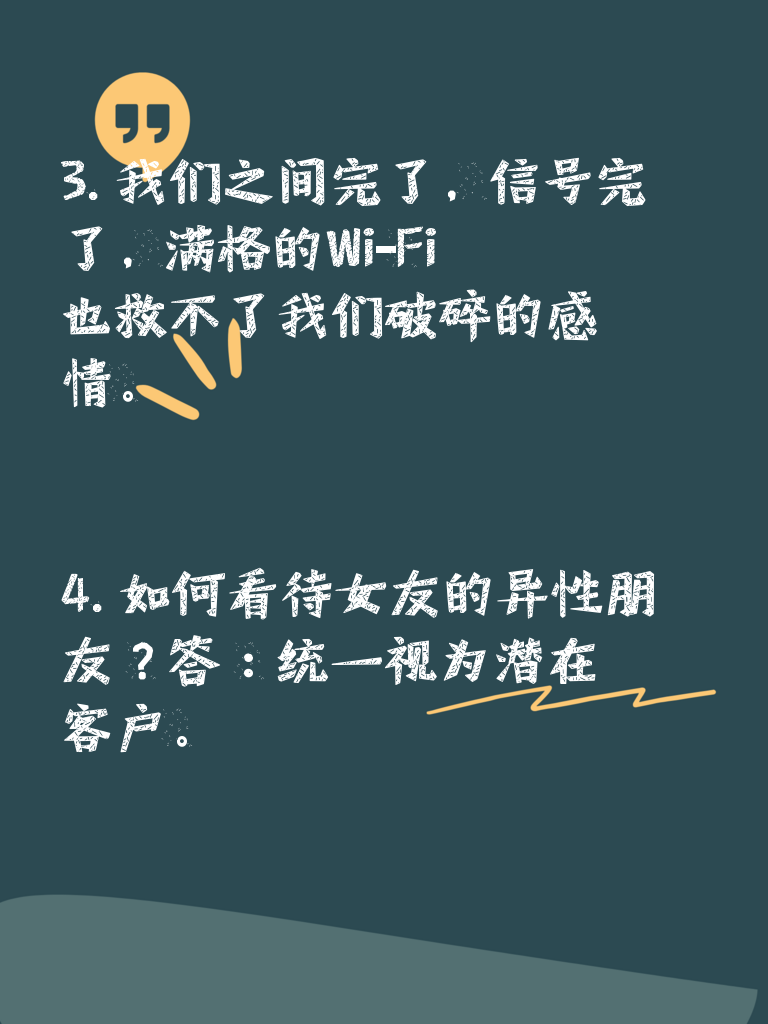 3. 我们之间完了，信号完
了，满格的Wi-Fi
也救不了我们破碎的感
情。
4. 如何看待女友的异性朋
友？答：统一视为潜在
客户。